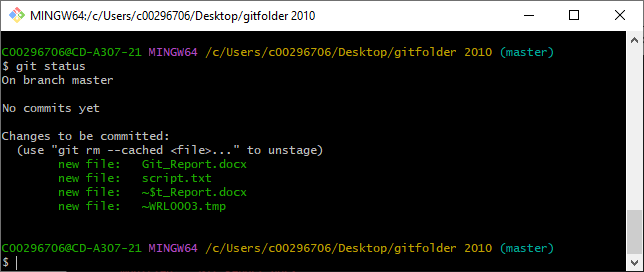 MINGW64:/c/Users/c00296706/Desktop/gitfolder 2010
C00296706@CD-A307-21 MINGW64 /c/Users/c00296706/Desktop/gitfolder 2010 (master)
$ git status
On branch master
No commits yet
Changes to be committed:
  (use "git rm --cached <file>..." to unstage)
        new file:   Git_Report.docx
        new file:   script.txt
        new file:   ~$t_Report.docx
        new file:   ~WRL0003.tmp
C00296706@CD-A307-21 MINGW64 /c/Users/c00296706/Desktop/gitfolder 2010 (master)
$